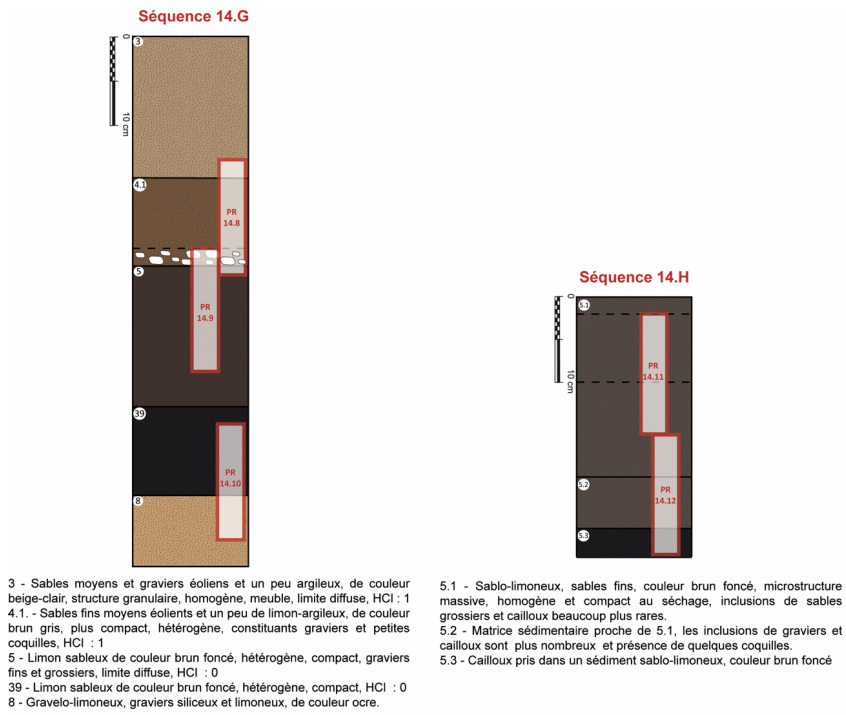 Séquence 14.G
0
10 cm
3
4.1
PR
14.8
5
PR
14.9
39
PR
14.10
8
3 - Sables moyens et graviers éoliens et un peu argileux, de couleur
beige-clair, structure granulaire, homogène, meuble, limite diffuse, HCl : 1
4.1. - Sables fins moyens éolients et un peu de limon-argileux, de couleur
brun gris, plus compact, hétérogène, constituants graviers et petites
coquilles, HCl : 1
5 - Limon sableux de couleur brun foncé, hétérogène, compact, graviers
fins et grossiers, limite diffuse, HCl : 0
39 - Limon sableux de couleur brun foncé, hétérogène, compact, HCl : 0
8 - Gravelo-limoneux, graviers siliceux et limoneux, de couleur ocre.
Séquence 14.H
0
10 cm
5.1
PR
14.11
5.2
PR
14.12
5.3
5.1 - Sablo-limoneux, sables fins, couleur brun foncé, microstructure
massive, homogène et compact au séchage, inclusions de sables
grossiers et cailloux beaucoup plus rares.
5.2 - Matrice sédimentaire proche de 5.1, les inclusions de graviers et
cailloux sont plus nombreux et présence de quelques coquilles.
5.3 - Cailloux pris dans un sédiment sablo-limoneux, couleur brun foncé